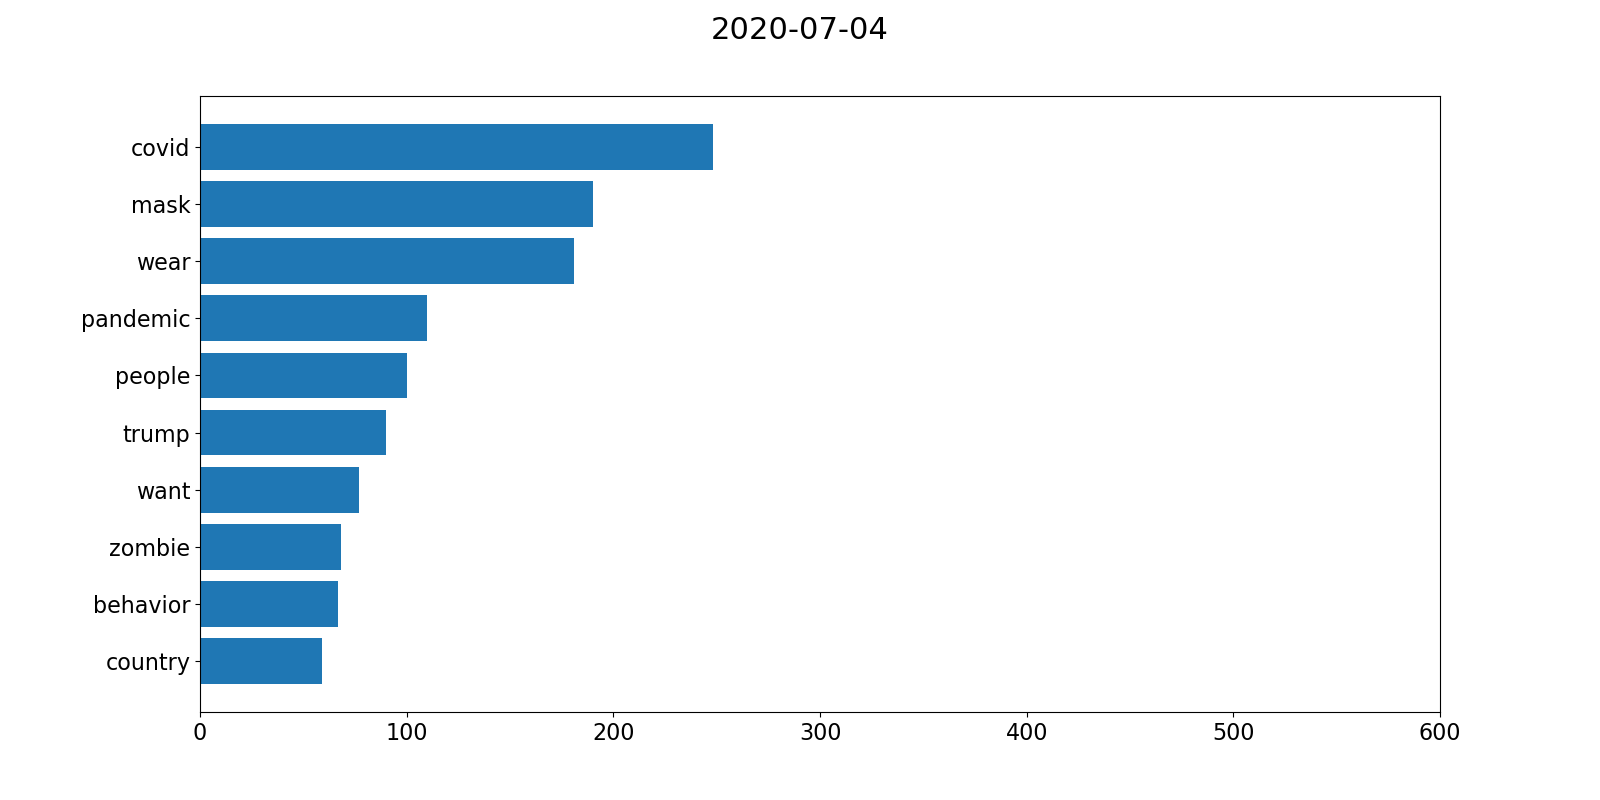 2020-07-04
covid
mask
wear
pandemic
people
trump
want
zombie
behavior
country
0 100 200 300 400 500 600